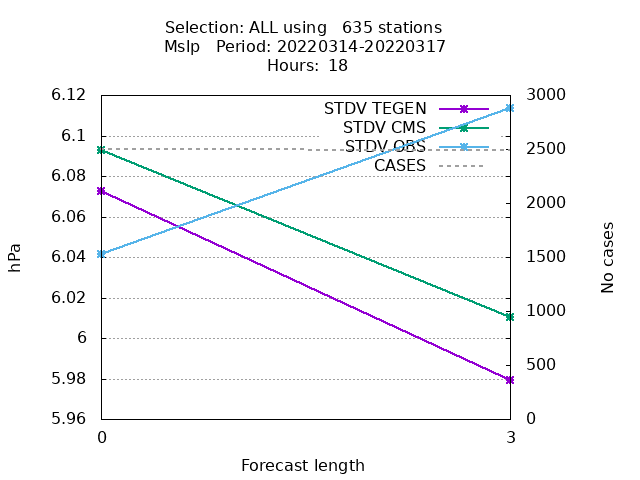 Selection: ALL using   635 stations
Mslp   Period: 20220314-20220317
Hours: 18
STDV TEGEN
STDV CMS
STDV OBS
CASES
6.12
6.1
6.08
6.06
6.04
6.02
6
5.98
5.96
3000
2500
2000
1500
1000
500
0
hPa
No cases
0
3
Forecast length